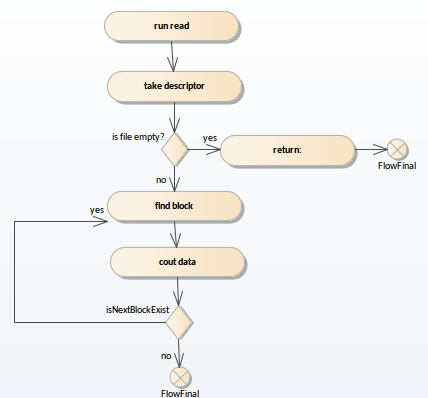 run read
take descriptor
is file empty?
yes
return:
FlowFinal
no
find block
yes
cout data
isNextBlockExist
no
FlowFinal